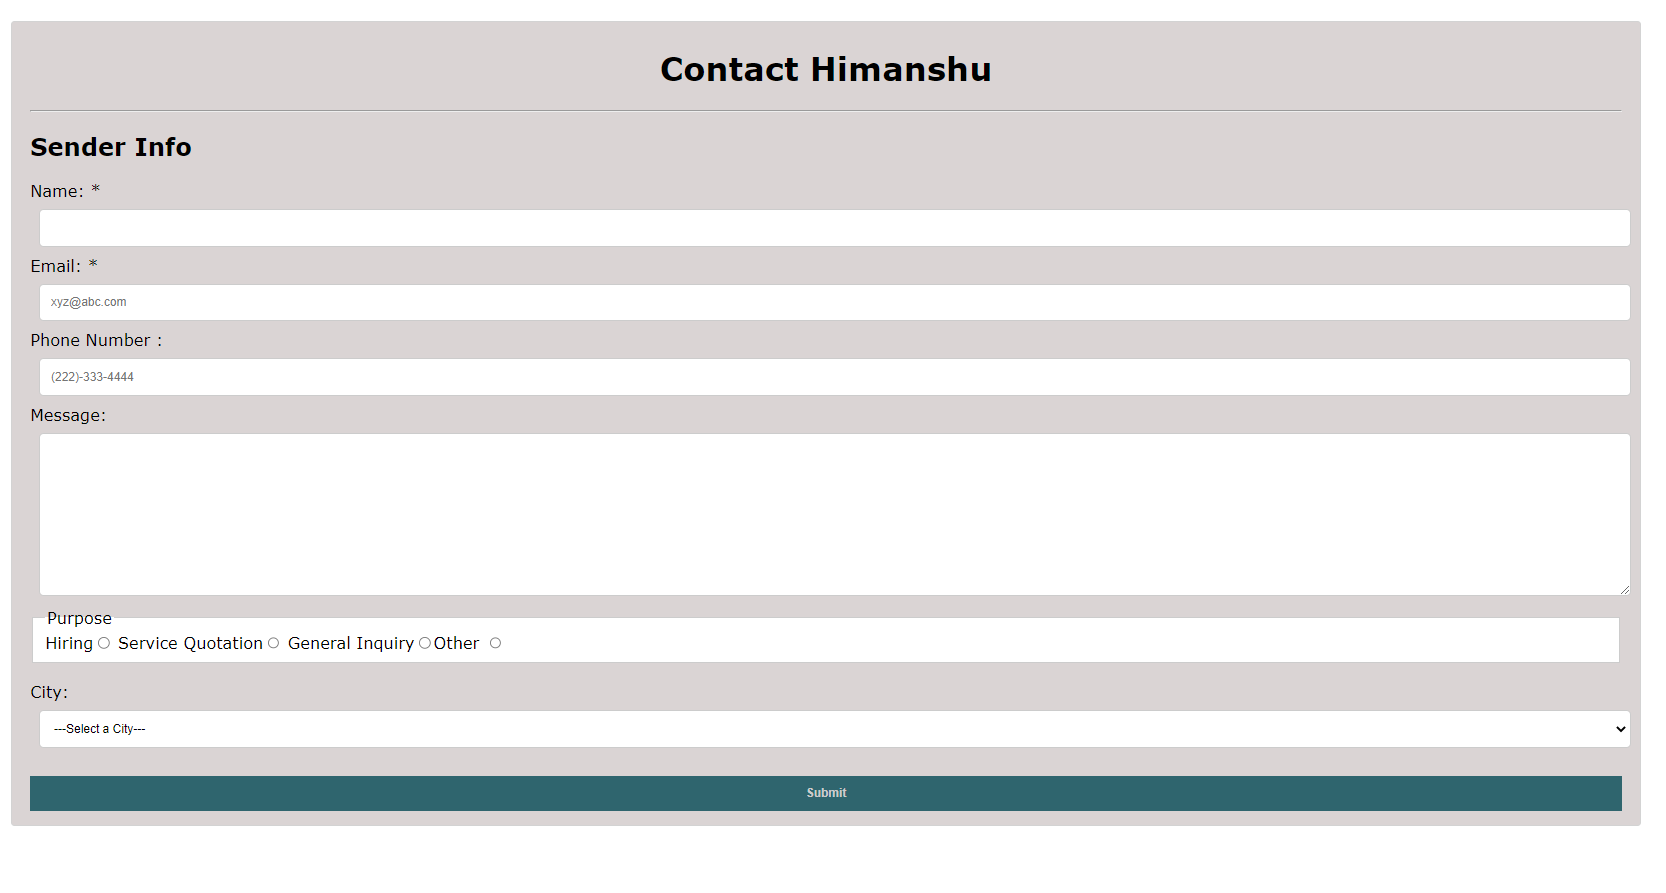 Contact Himanshu
Sender Info
Name: *
Email: *
xyz@abc.com
Phone Number :
(222)-333-4444
Message:
Purpose
Hiring Service Quotation General Inquiry Other
City:
---Select a City---
Submit